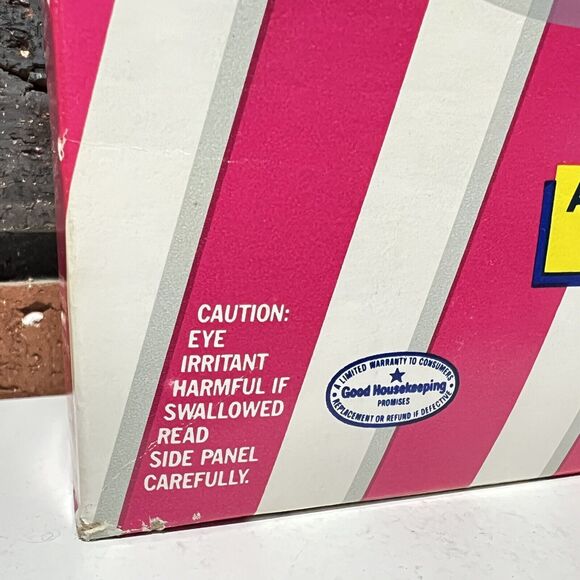 A
CAUTION:
EYE
IRRITANT
HARMFUL IF
SWALLOWED
READ
SIDE PANEL
CAREFULLY.
A LIMITED WARRANTY TO CONSUMERS
★
Good Housekeeping
PROMISES
REPLACEMENT OR REFUND IF DEFECTIVE